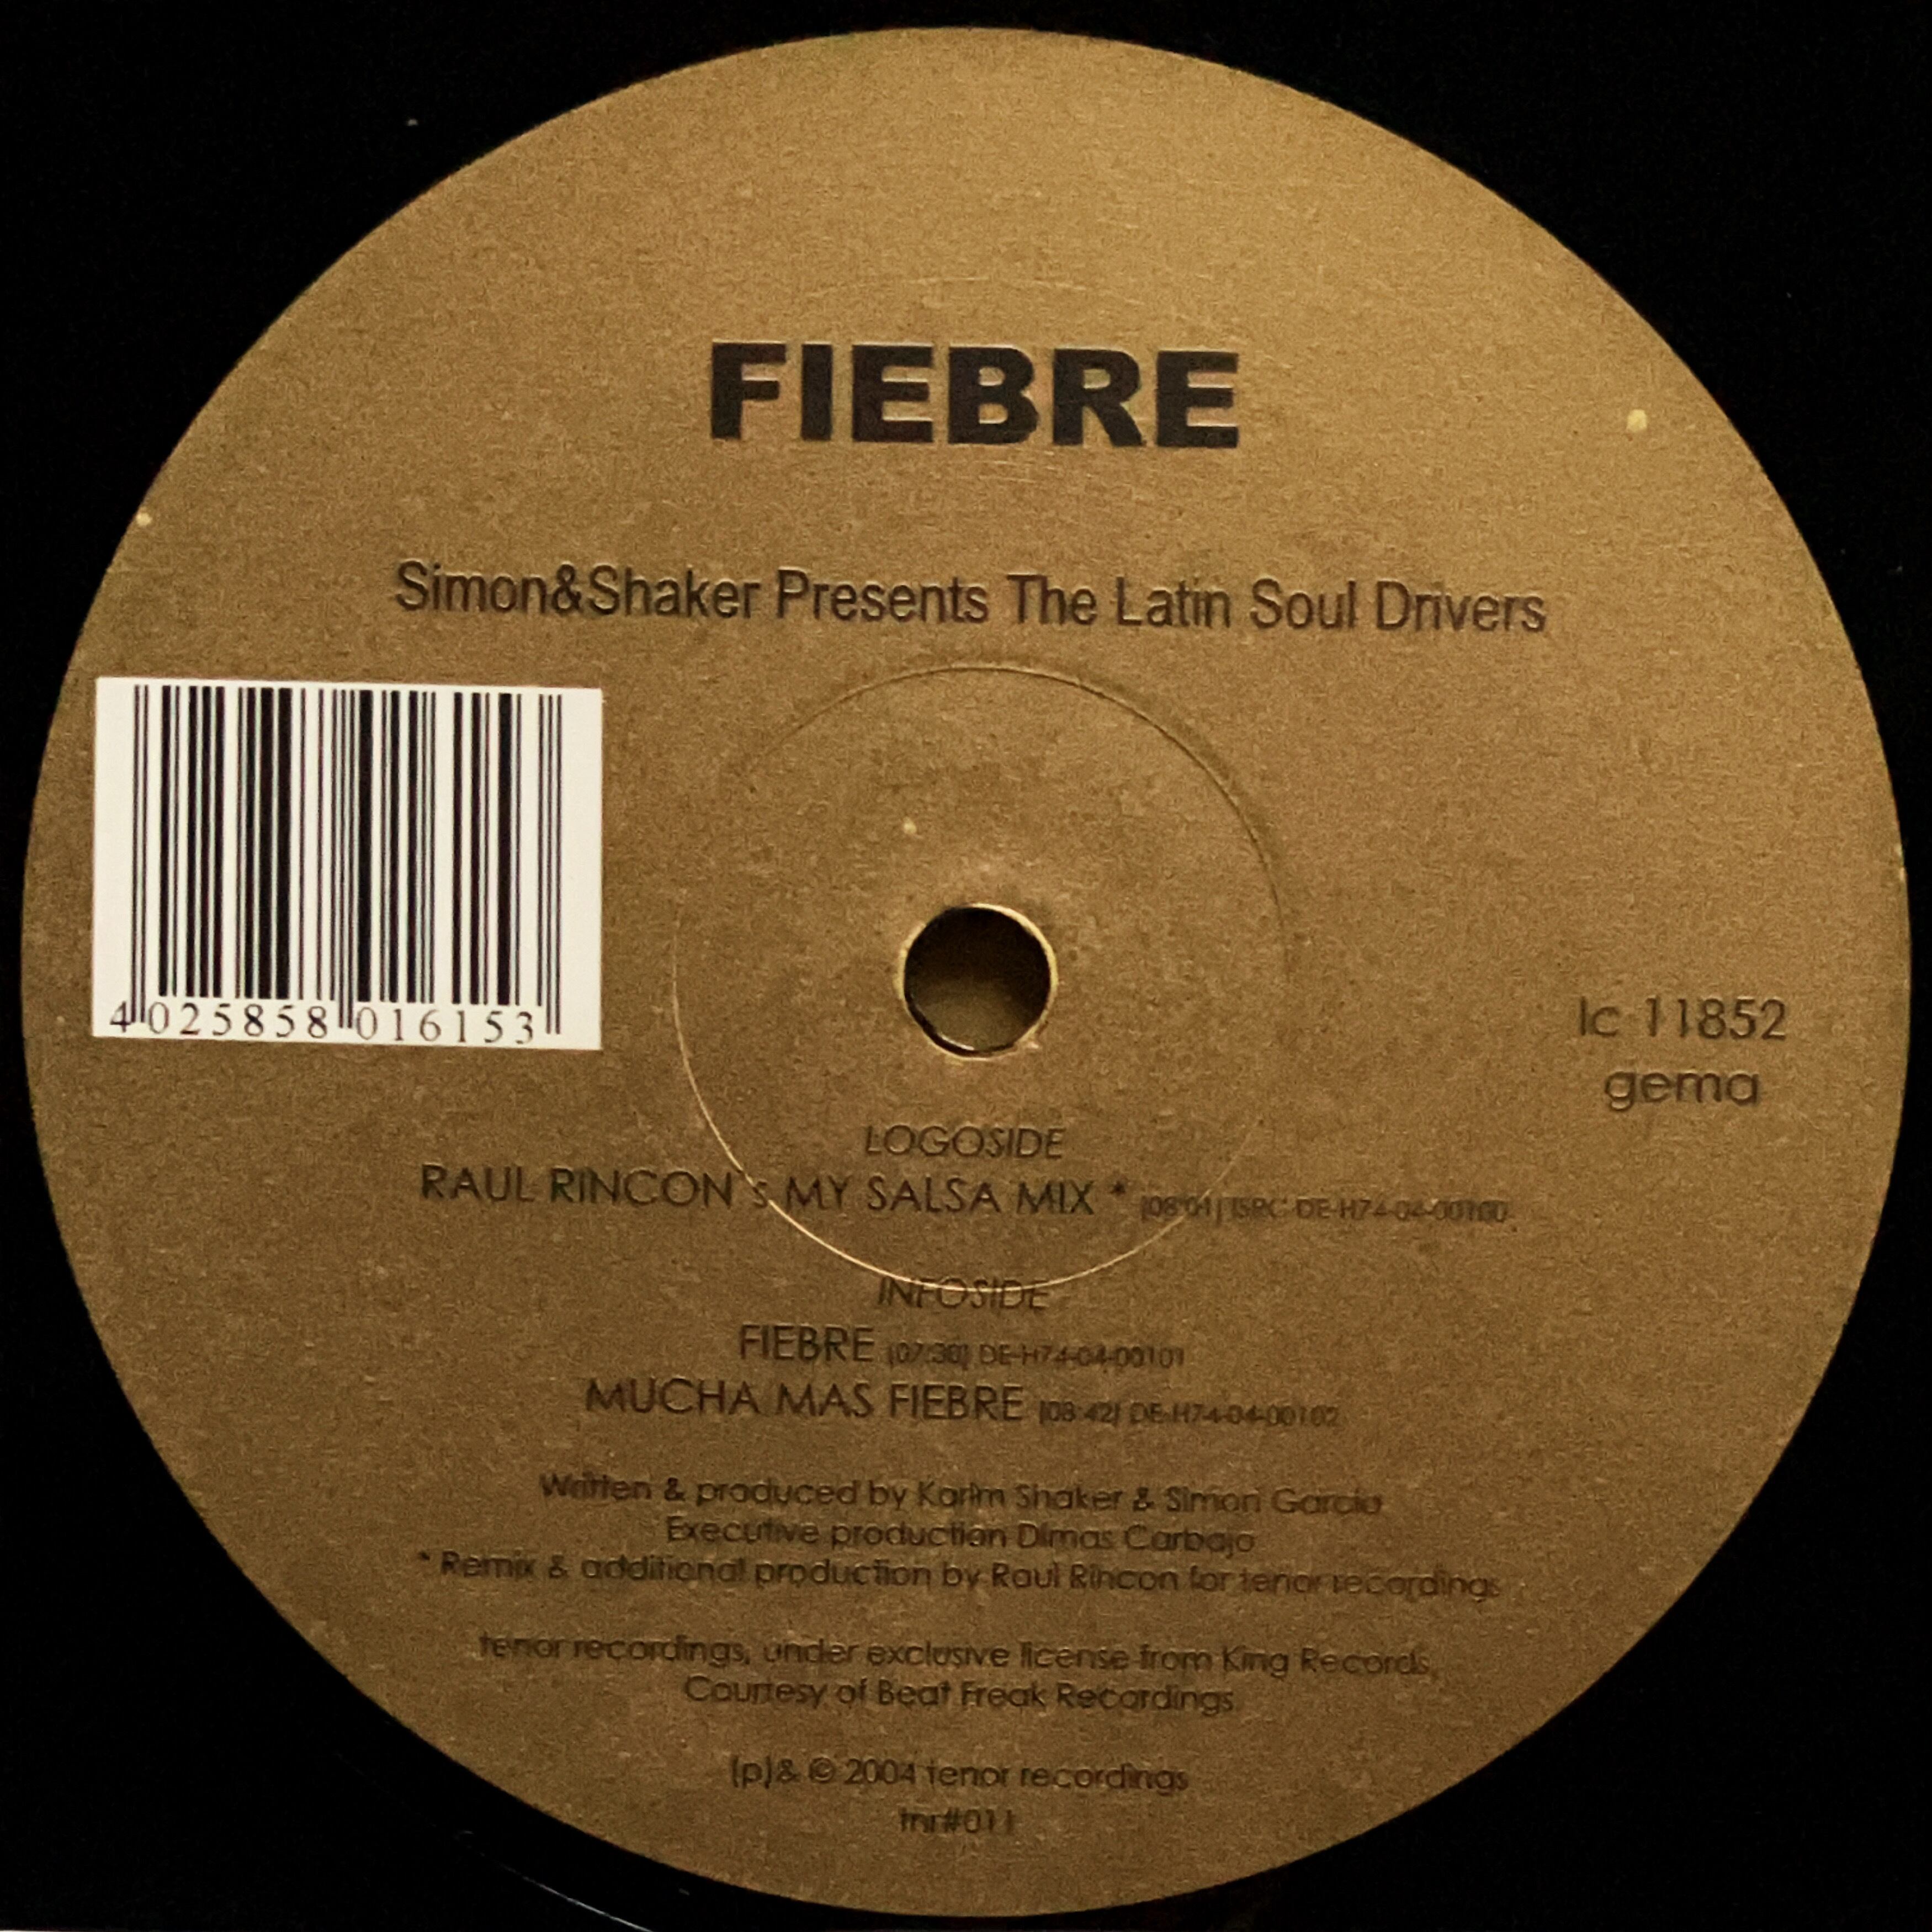 FIEBRE
Simon&Shaker Presents The Latin Soul Drivers
4 025858 016153
lc 11852
gema
LOGOSIDE
RAUL RINCON´s MY SALSA MIX * [08:01] ISRC DE-H74-04-00100
INFOSIDE
FIEBRE [07:30] DE-H74-04-00101
MUCHA MAS FIEBRE [08:42] DE-H74-04-00102
Written & produced by Karim Shaker & Simon Garcia
Executive production Dimas Carbajo
* Remix & additional production by Raul Rincon for tenor recordings
tenor recordings, under exclusive license from King Records,
Courtesy of Beat Freak Recordings
(p)& © 2004 tenor recordings
tnr#011